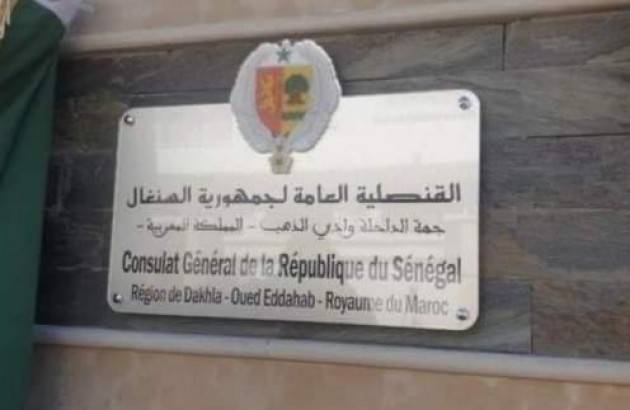 القنصلية العامة لجمهورية السنغال
جهة الداخلة وادي الذهب - المملكة المغربية -
Consulat Général de la République du Sénégal
Région de Dakhla - Oued Eddahab - Royaume du Maroc